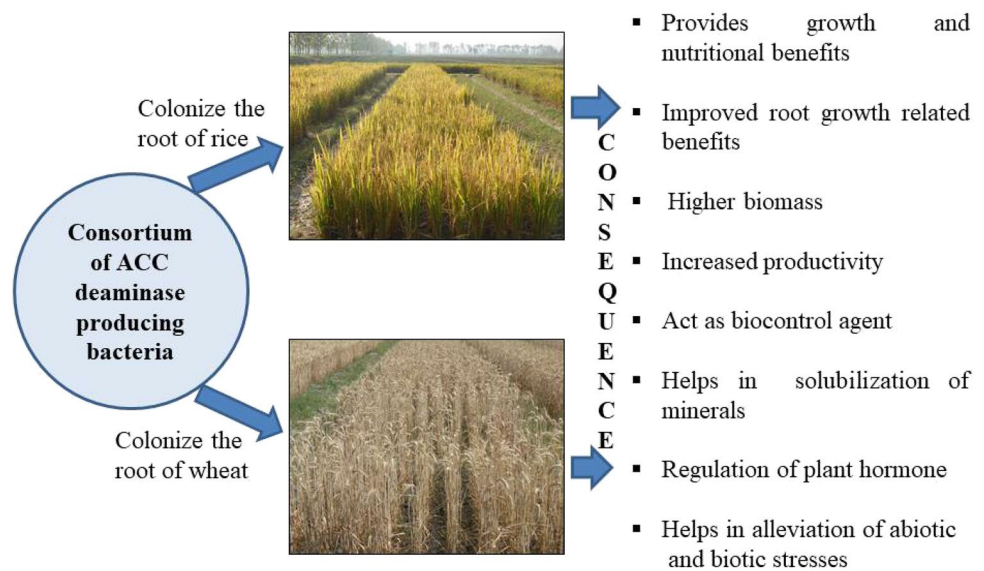 Consortium
of ACC
deaminase
producing
bacteria
Colonize the
root of rice
Colonize the
root of wheat
CONSEQUENCE
▪ Provides growth and
nutritional benefits
▪ Improved root growth related
benefits
▪ Higher biomass
▪ Increased productivity
▪ Act as biocontrol agent
▪ Helps in solubilization of
minerals
▪ Regulation of plant hormone
▪ Helps in alleviation of abiotic
and biotic stresses